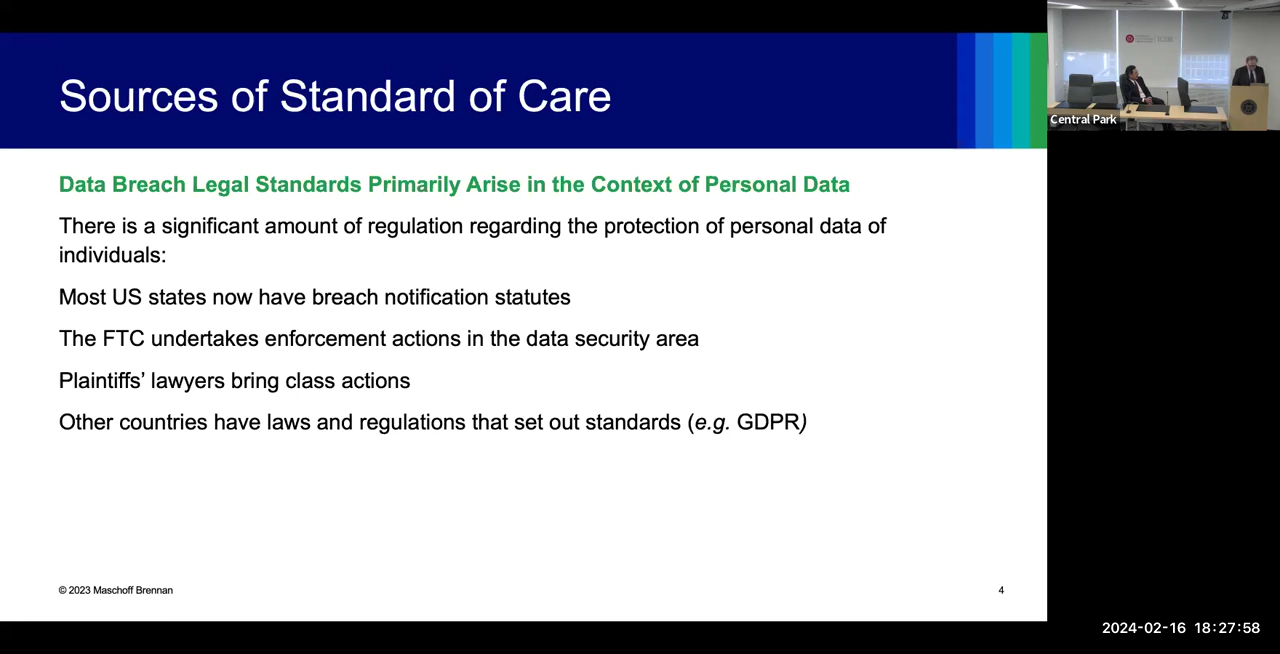 Sources of Standard of Care
Data Breach Legal Standards Primarily Arise in the Context of Personal Data
There is a significant amount of regulation regarding the protection of personal data of
individuals:
Most US states now have breach notification statutes
The FTC undertakes enforcement actions in the data security area
Plaintiffs’ lawyers bring class actions
Other countries have laws and regulations that set out standards (e.g. GDPR)
© 2023 Maschoff Brennan
4
Central Park
2024-02-16 18:27:58